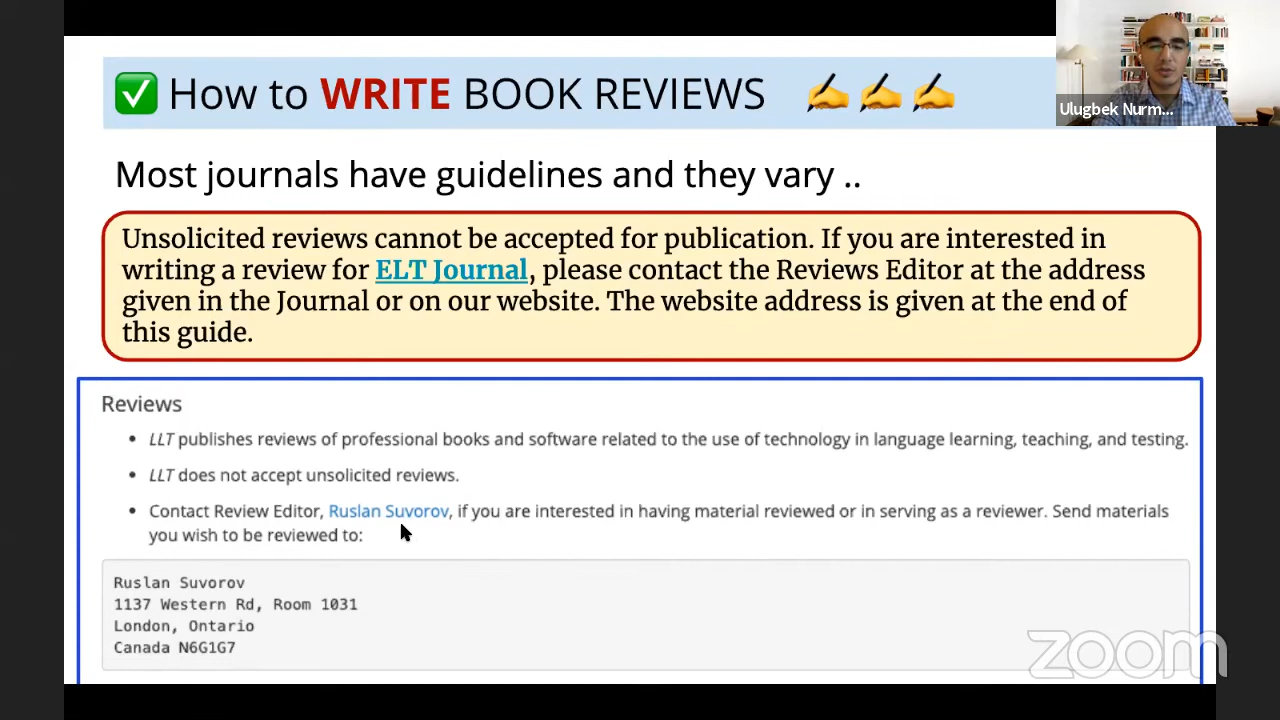 How to WRITE BOOK REVIEWS
Ulugbek Nurm...
Most journals have guidelines and they vary ..
Unsolicited reviews cannot be accepted for publication. If you are interested in
writing a review for ELT Journal, please contact the Reviews Editor at the address
given in the Journal or on our website. The website address is given at the end of
this guide.
Reviews
• LLT publishes reviews of professional books and software related to the use of technology in language learning, teaching, and testing.
• LLT does not accept unsolicited reviews.
• Contact Review Editor, Ruslan Suvorov, if you are interested in having material reviewed or in serving as a reviewer. Send materials
you wish to be reviewed to:
Ruslan Suvorov
1137 Western Rd, Room 1031
London, Ontario
Canada N6G1G7
zoom